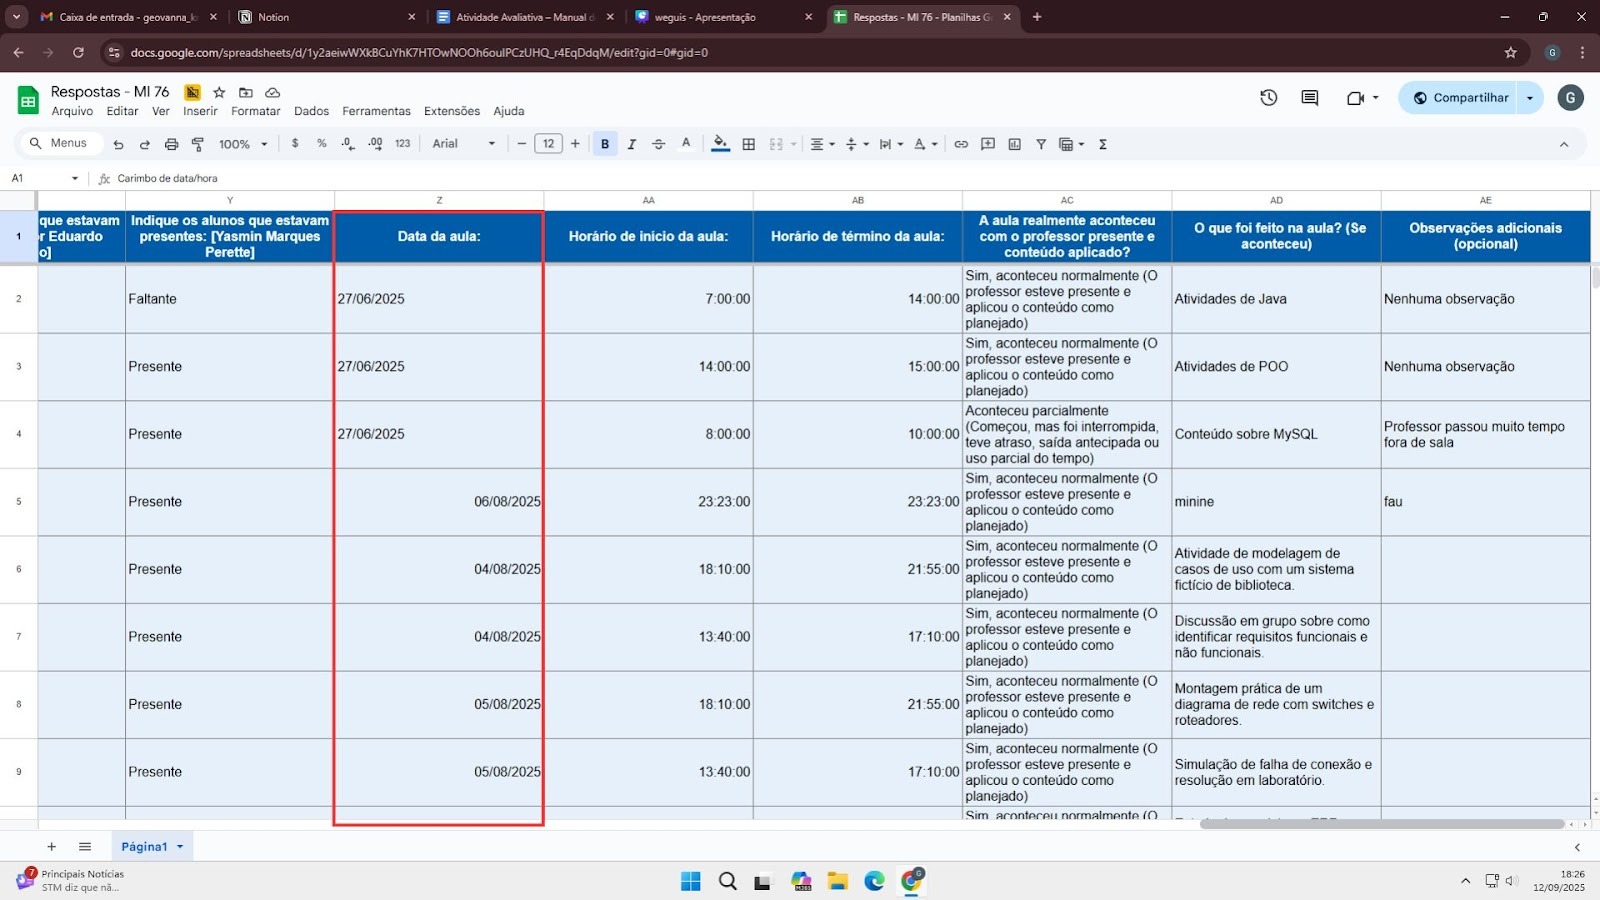 Caixa de entrada - geovanna_k
Notion
Atividade Avaliativa – Manual d
weguis - Apresentação
Respostas - MI 76 - Planilhas G
docs.google.com/spreadsheets/d/1y2aeiwWXkBCuYhK7HTOwNOOh6oulPCzUHQ_r4EqDdqM/edit?gid=0#gid=0
G
Respostas - MI 76
Arquivo Editar Ver Inserir Formatar Dados Ferramentas Extensões Ajuda
Compartilhar
G
Menus
100%
$ % .0 .00 123
Arial
12
B I A
A1
fx Carimbo de data/hora
Y Z AA AB AC AD AE
1
que estavam
r Eduardo
o]
Indique os alunos que estavam
presentes: [Yasmin Marques
Perette]
Data da aula:
Horário de início da aula:
Horário de término da aula:
A aula realmente aconteceu
com o professor presente e
conteúdo aplicado?
O que foi feito na aula? (Se
aconteceu)
Observações adicionais
(opcional)
2
Faltante
27/06/2025
7:00:00
14:00:00
Sim, aconteceu normalmente (O
professor esteve presente e
aplicou o conteúdo como
planejado)
Atividades de Java
Nenhuma observação
3
Presente
27/06/2025
14:00:00
15:00:00
Sim, aconteceu normalmente (O
professor esteve presente e
aplicou o conteúdo como
planejado)
Atividades de POO
Nenhuma observação
4
Presente
27/06/2025
8:00:00
10:00:00
Aconteceu parcialmente
(Começou, mas foi interrompida,
teve atraso, saída antecipada ou
uso parcial do tempo)
Conteúdo sobre MySQL
Professor passou muito tempo
fora de sala
5
Presente
06/08/2025
23:23:00
23:23:00
Sim, aconteceu normalmente (O
professor esteve presente e
aplicou o conteúdo como
planejado)
minine
fau
6
Presente
04/08/2025
18:10:00
21:55:00
Sim, aconteceu normalmente (O
professor esteve presente e
aplicou o conteúdo como
planejado)
Atividade de modelagem de
casos de uso com um sistema
fictício de biblioteca.
7
Presente
04/08/2025
13:40:00
17:10:00
Sim, aconteceu normalmente (O
professor esteve presente e
aplicou o conteúdo como
planejado)
Discussão em grupo sobre como
identificar requisitos funcionais e
não funcionais.
8
Presente
05/08/2025
18:10:00
21:55:00
Sim, aconteceu normalmente (O
professor esteve presente e
aplicou o conteúdo como
planejado)
Montagem prática de um
diagrama de rede com switches e
roteadores.
9
Presente
05/08/2025
13:40:00
17:10:00
Sim, aconteceu normalmente (O
professor esteve presente e
aplicou o conteúdo como
planejado)
Simulação de falha de conexão e
resolução em laboratório.
Sim, aconteceu normalmente (O
Página1
7
Principais Notícias
STM diz que nã...
18:26
12/09/2025